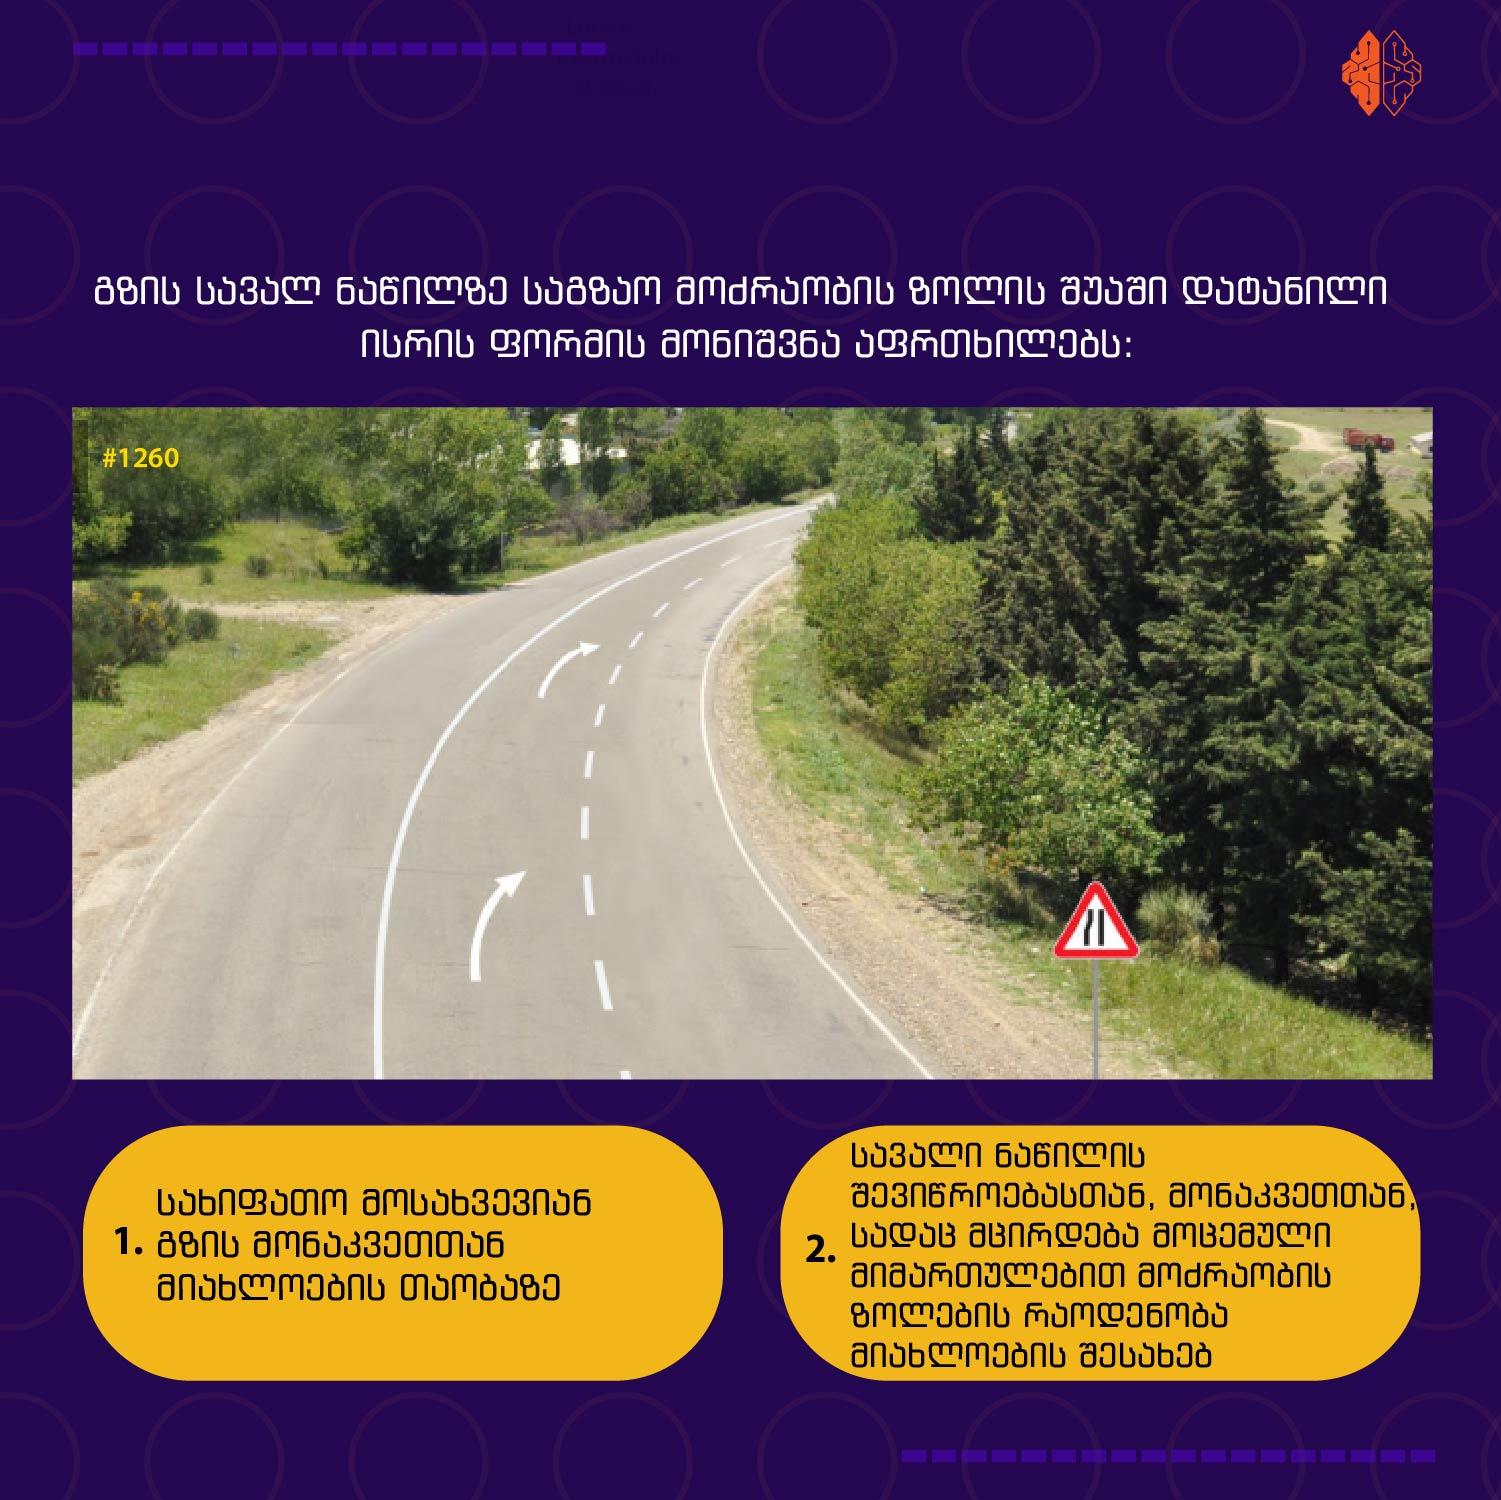 გზის სავალ ნაწილზე საგზაო მოძრაობის ზოლის შუაში დატანილი
ისრის ფორმის მონიშვნა აფრთხილებს:
#1260
სახიფათო მოსახვევიან
1. გზის მონაკვეთთან
მიახლოების თაობაზე
სავალი ნაწილის
შევიწროებასთან, მონაკვეთთან,
2. სადაც მცირდება მოცემული
მიმართულებით მოძრაობის
ზოლების რაოდენობა
მიახლოების შესახებ